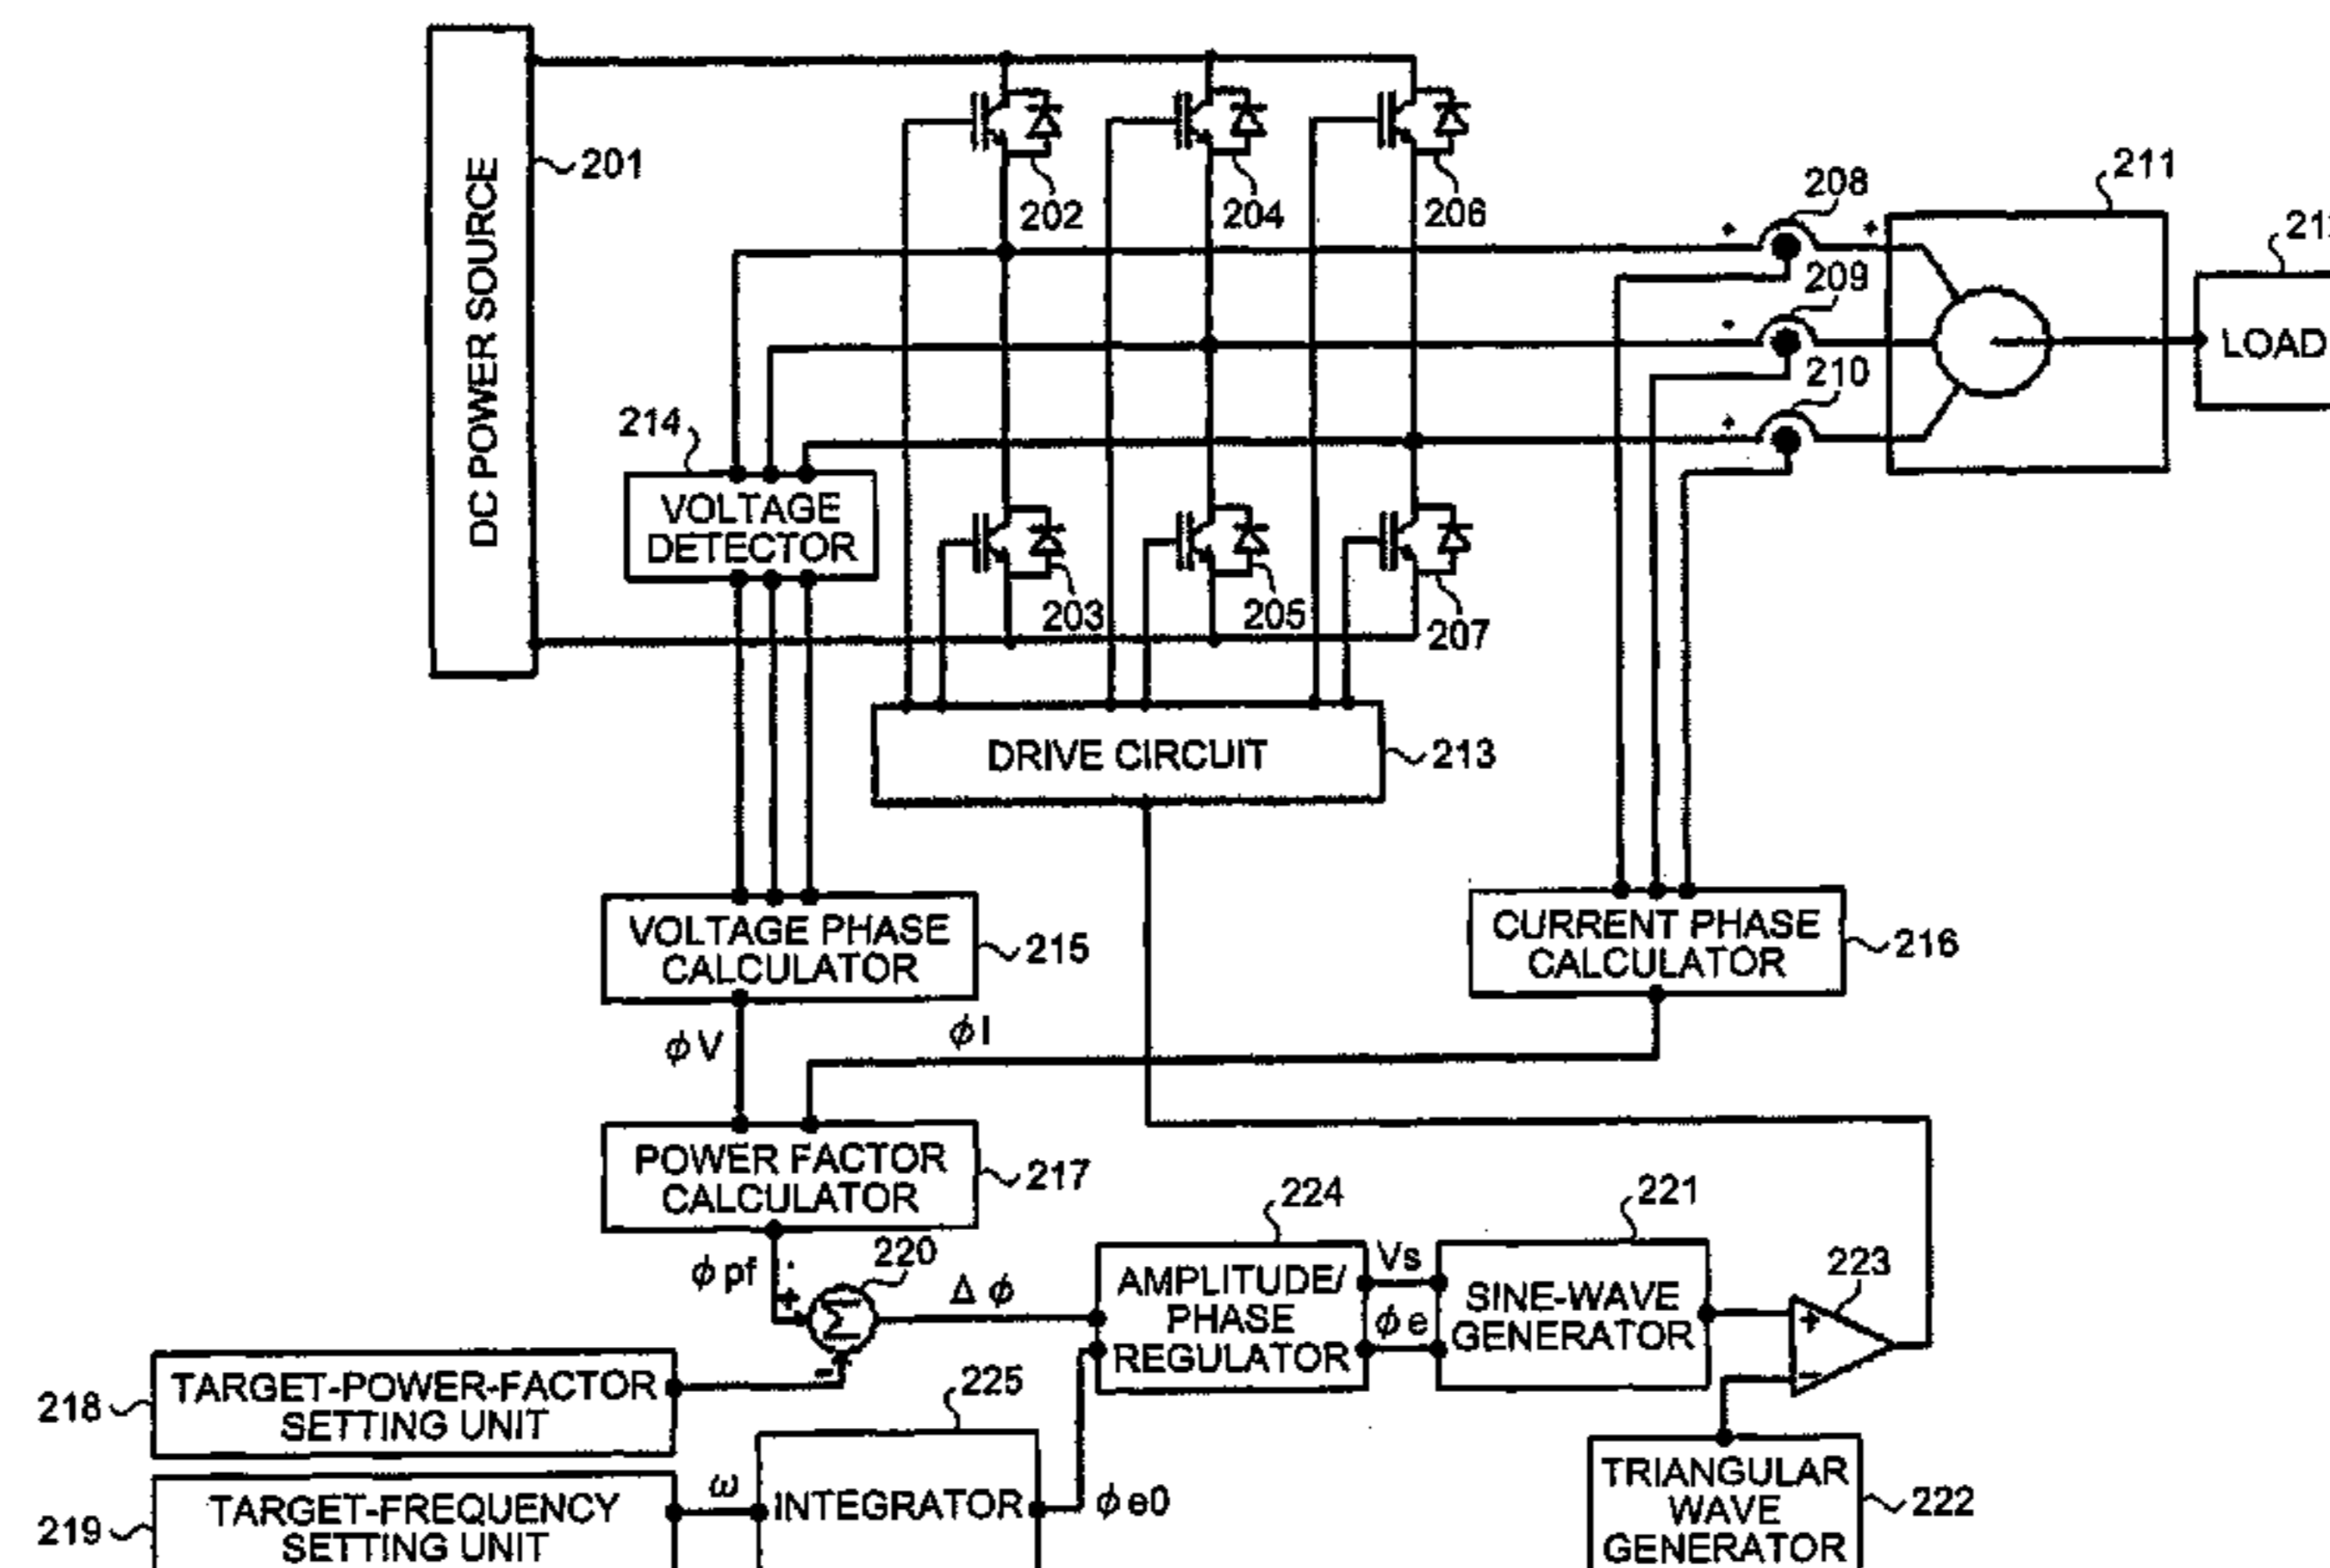 DC POWER SOURCE
201
202
204
206
208
211
209
210
LOAD
214
VOLTAGE
DETECTOR
203
205
207
DRIVE CIRCUIT
213
VOLTAGE PHASE
CALCULATOR
215
CURRENT PHASE
CALCULATOR
216
ϕV
ϕI
POWER FACTOR
CALCULATOR
217
ϕpf
+
-
Σ
220
Δϕ
224
AMPLITUDE/
PHASE
REGULATOR
Vs
ϕe
221
SINE-WAVE
GENERATOR
223
+
-
218
TARGET-POWER-FACTOR
SETTING UNIT
225
219
TARGET-FREQUENCY
SETTING UNIT
ω
INTEGRATOR
ϕe0
TRIANGULAR
WAVE
GENERATOR
222